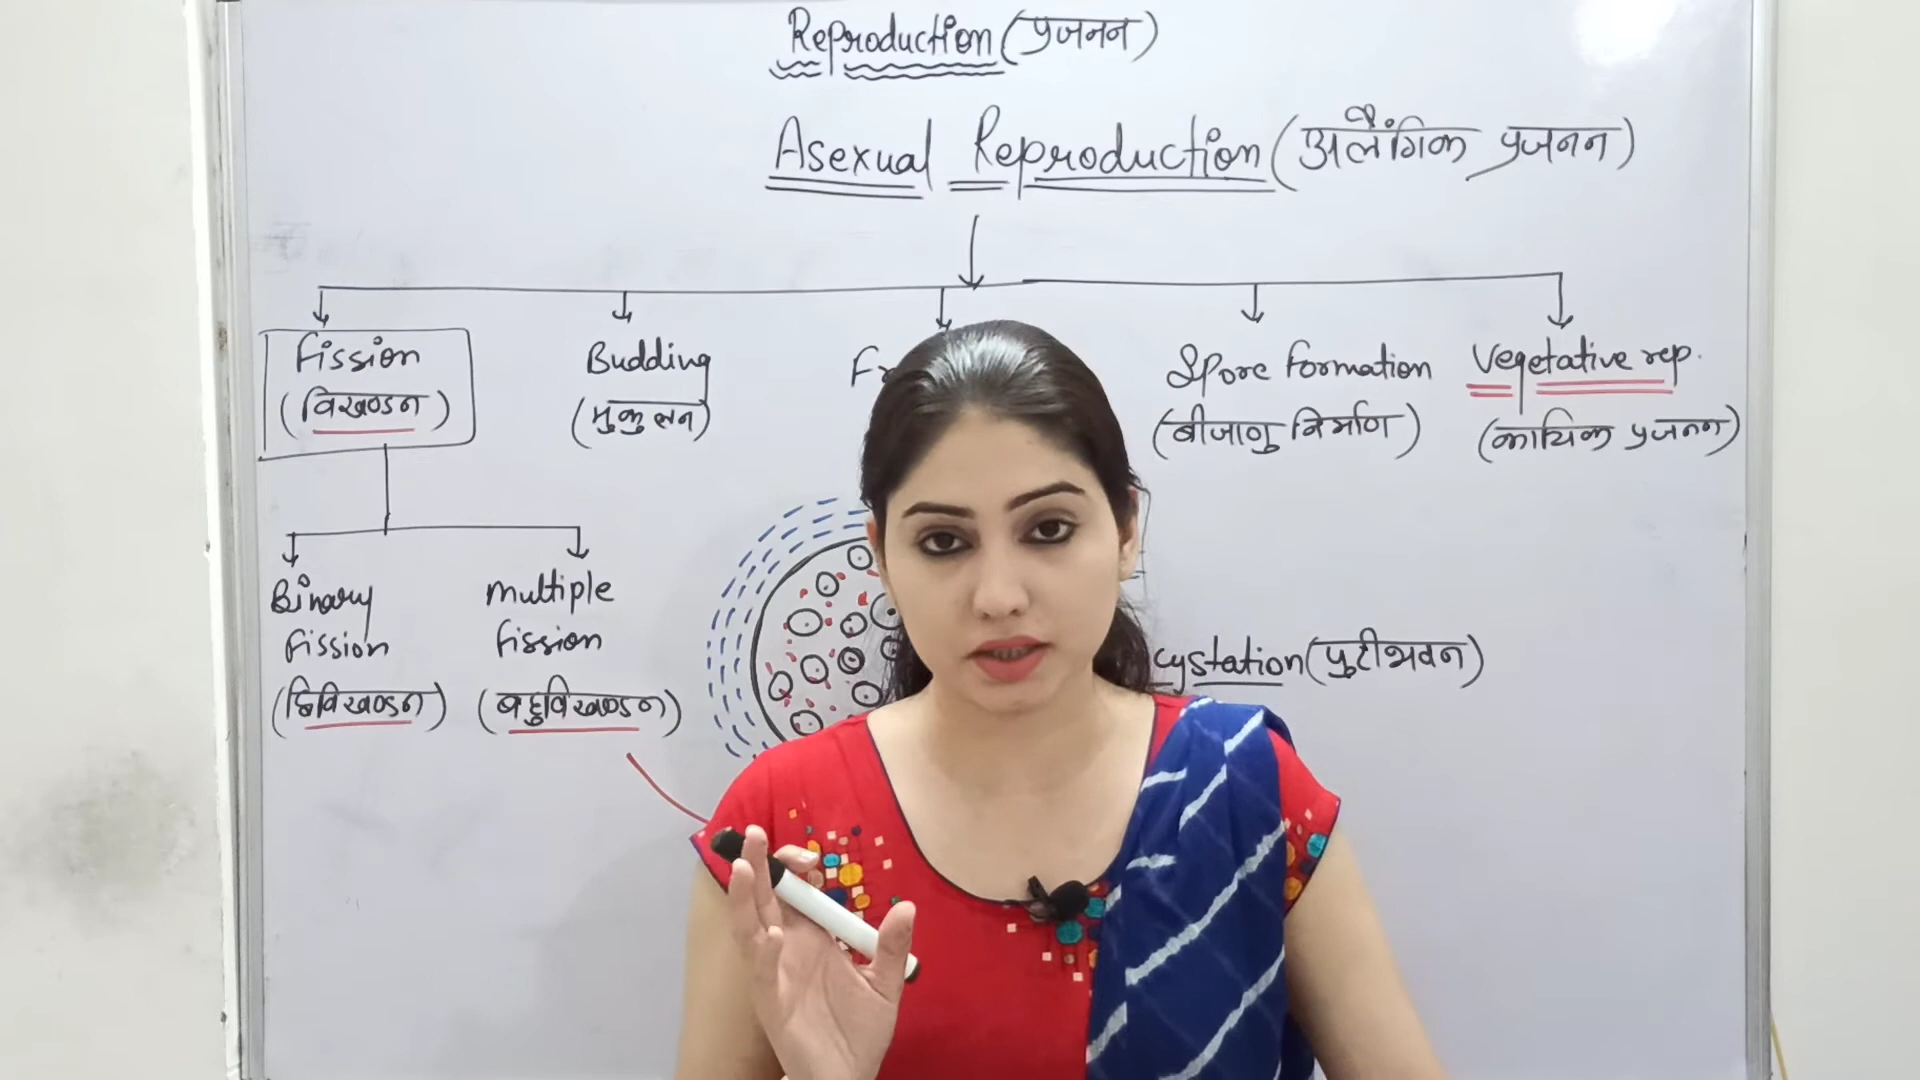 Reproduction (प्रजनन)
Asexual Reproduction (अलैंगिक प्रजनन)
Fission
(विखण्डन)
Budding
(मुकुलन)
Spore formation
(बीजाणु निर्माण)
Vegetative rep.
(कायिक प्रजनन)
Binary
fission
(द्विविखण्डन)
multiple
fission
(बहुविखण्डन)
cystation (पुटीभवन)